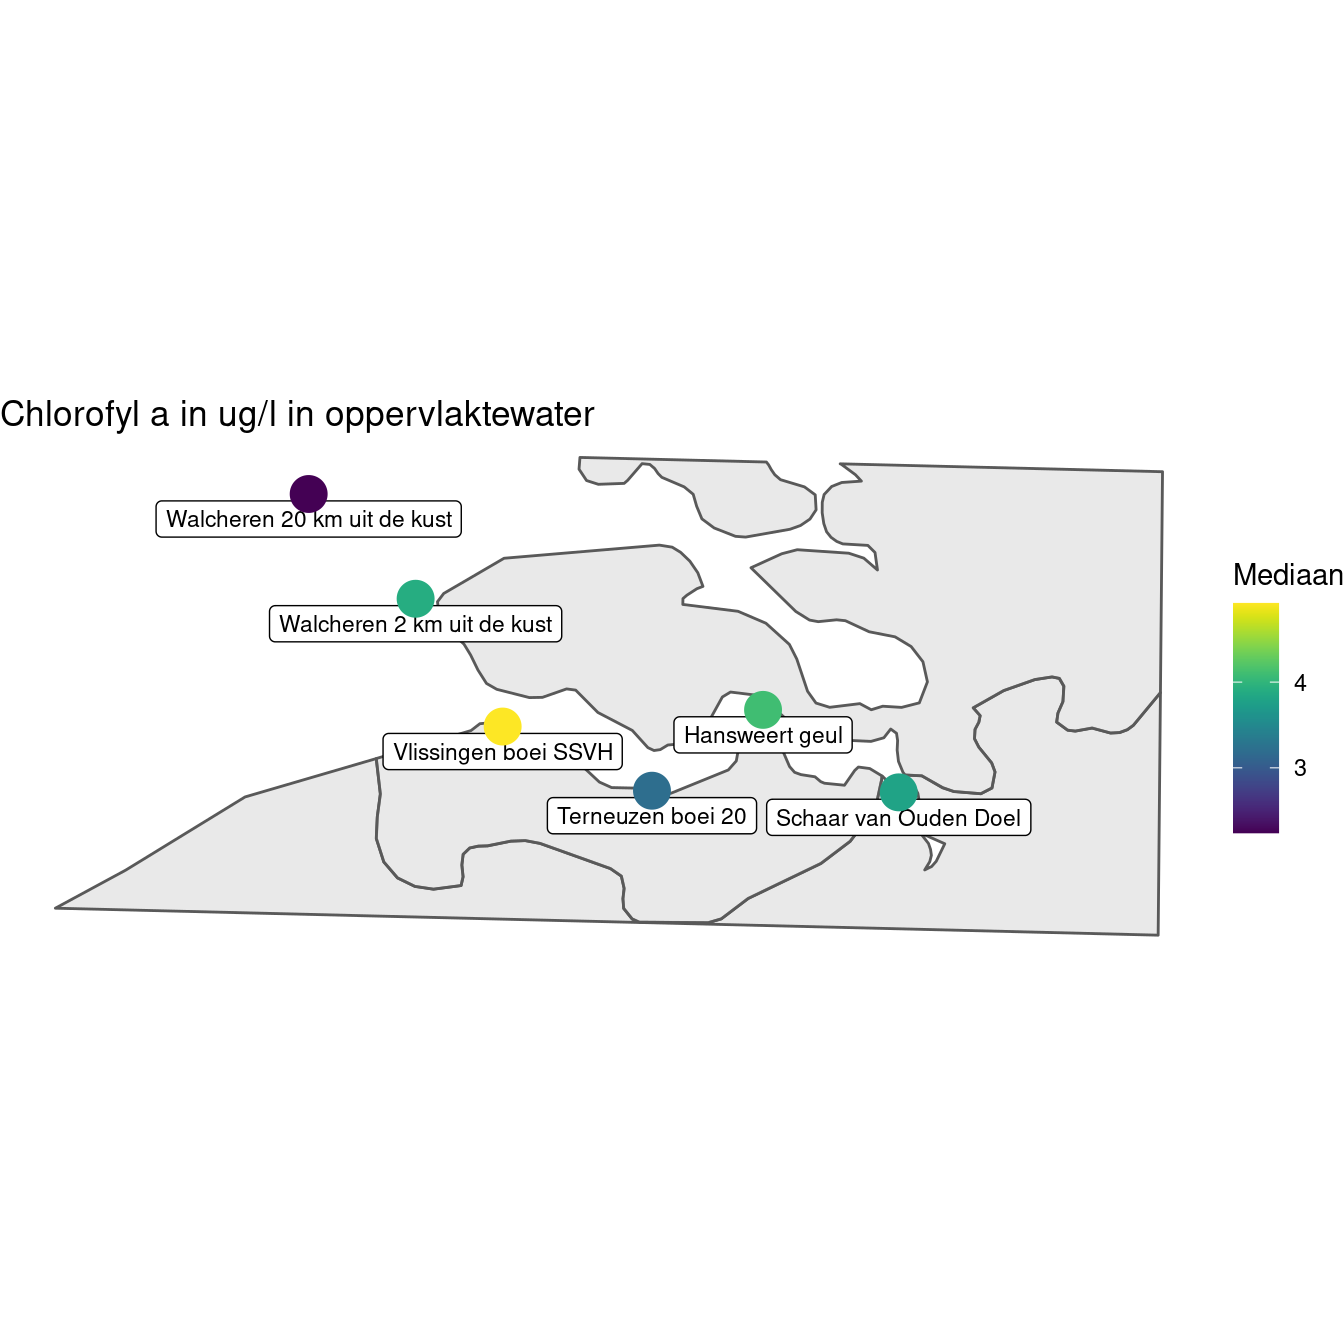 Chlorofyl a in ug/l in oppervlaktewater
Walcheren 20 km uit de kust
Walcheren 2 km uit de kust
Vlissingen boei SSVH
Hansweert geul
Terneuzen boei 20
Schaar van Ouden Doel
Mediaan
4
3